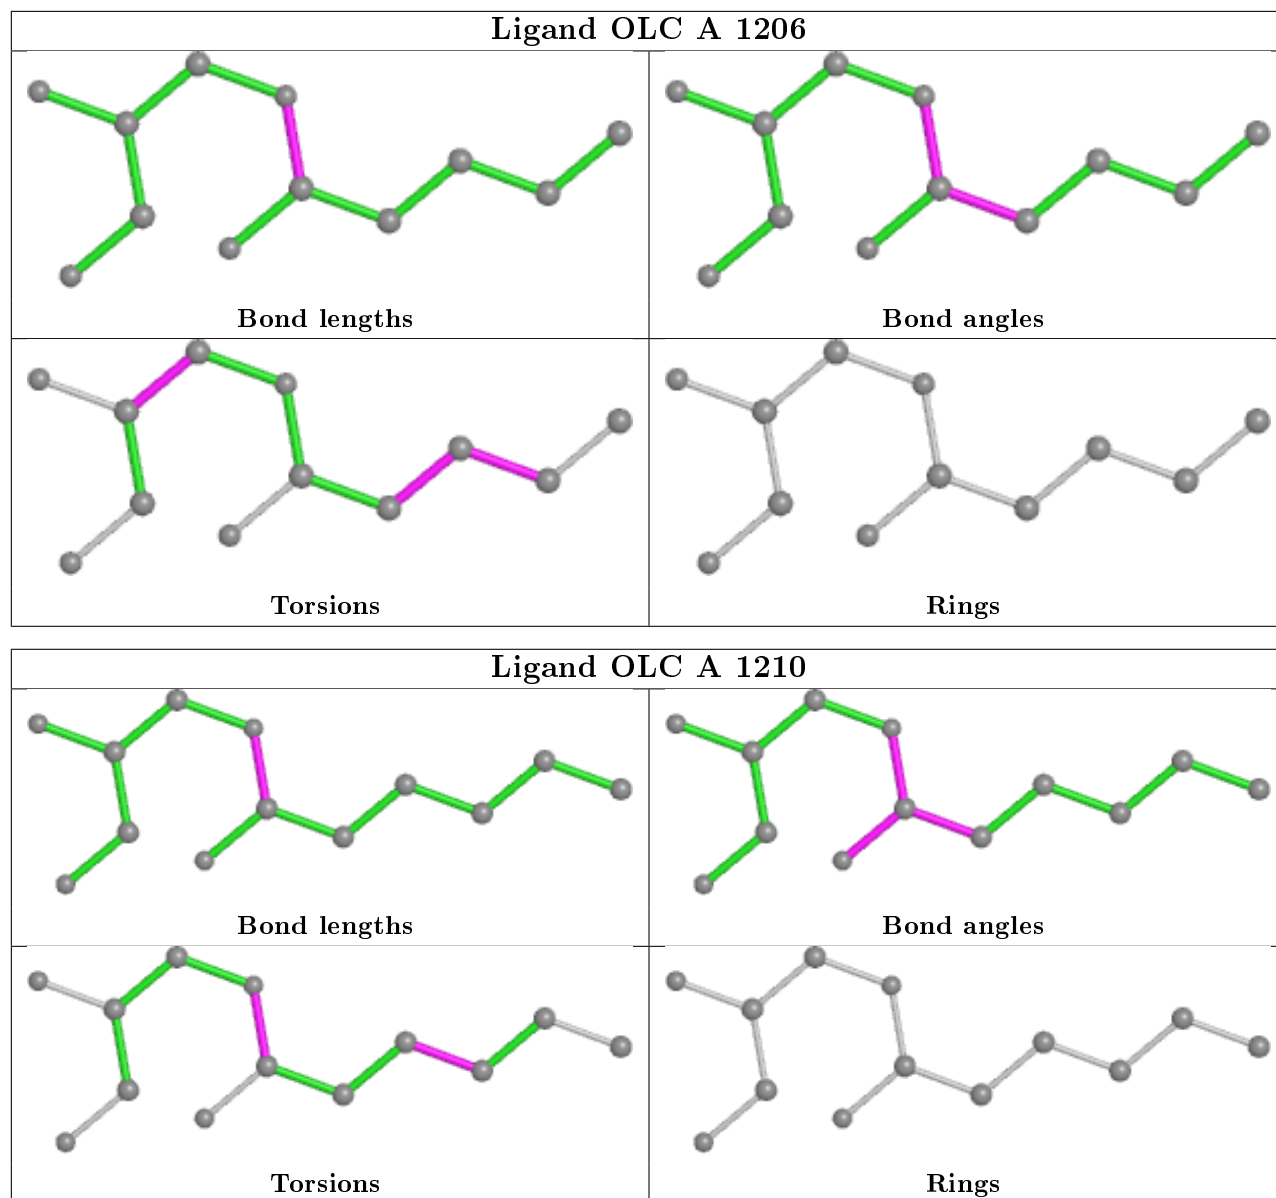 Ligand OLC A 1206
Bond lengths
Bond angles
Torsions
Rings
Ligand OLC A 1210
Bond lengths
Bond angles
Torsions
Rings